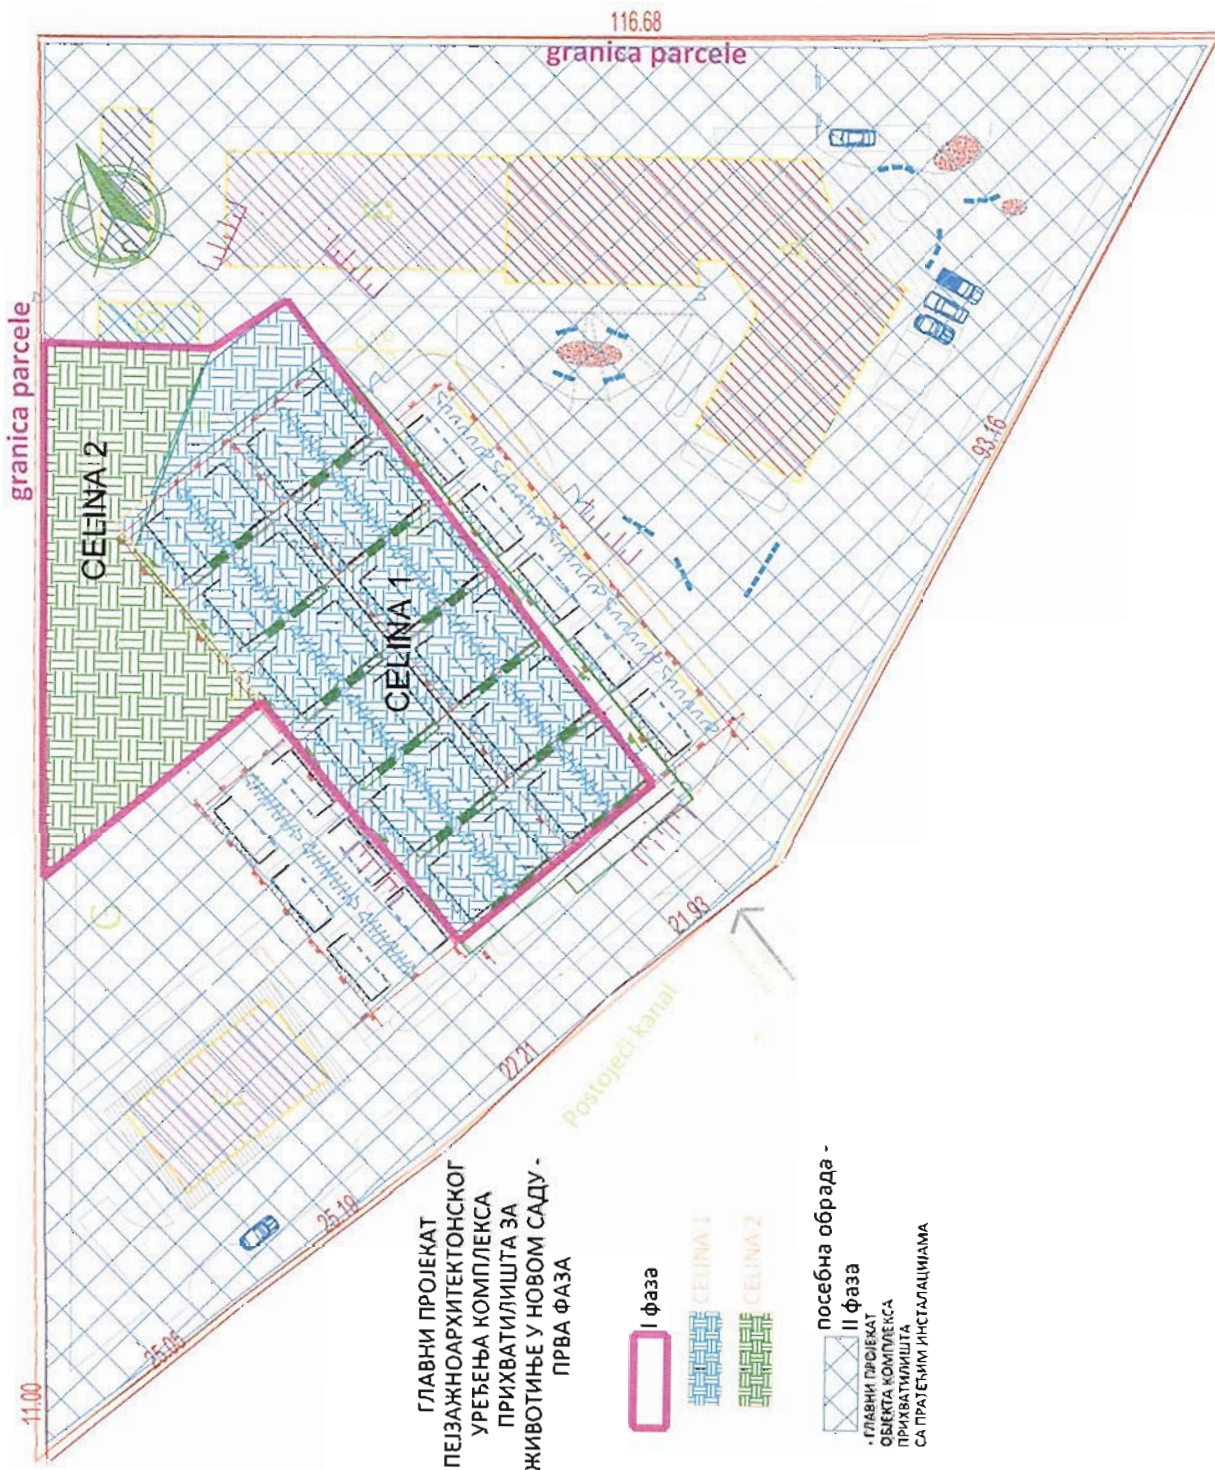 116.68
granica parcele
granica parcele
CELINA 2
CELINA 1
93.16
21.93
22.21
25.19
25.05
11.00
G
Postojeći kanal
ГЛАВНИ ПРОЈЕКАТ
ПЕЈЗАЖНОАРХИТЕКТОНСКОГ
УРЕЂЕЊА КОМПЛЕКСА
ПРИХВАТИЛИШТА ЗА
ЖИВОТИЊЕ У НОВОМ САДУ -
ПРВА ФАЗА
I фаза
CELINA 1
CELINA 2
посебна обрада -
II фаза
- ГЛАВНИ ПРОЈЕКАТ
ОБЈЕКТА КОМПЛЕКСА
ПРИХВАТИЛИШТА
СА ПРАТЕЋИМ ИНСТАЛАЦИЈАМА